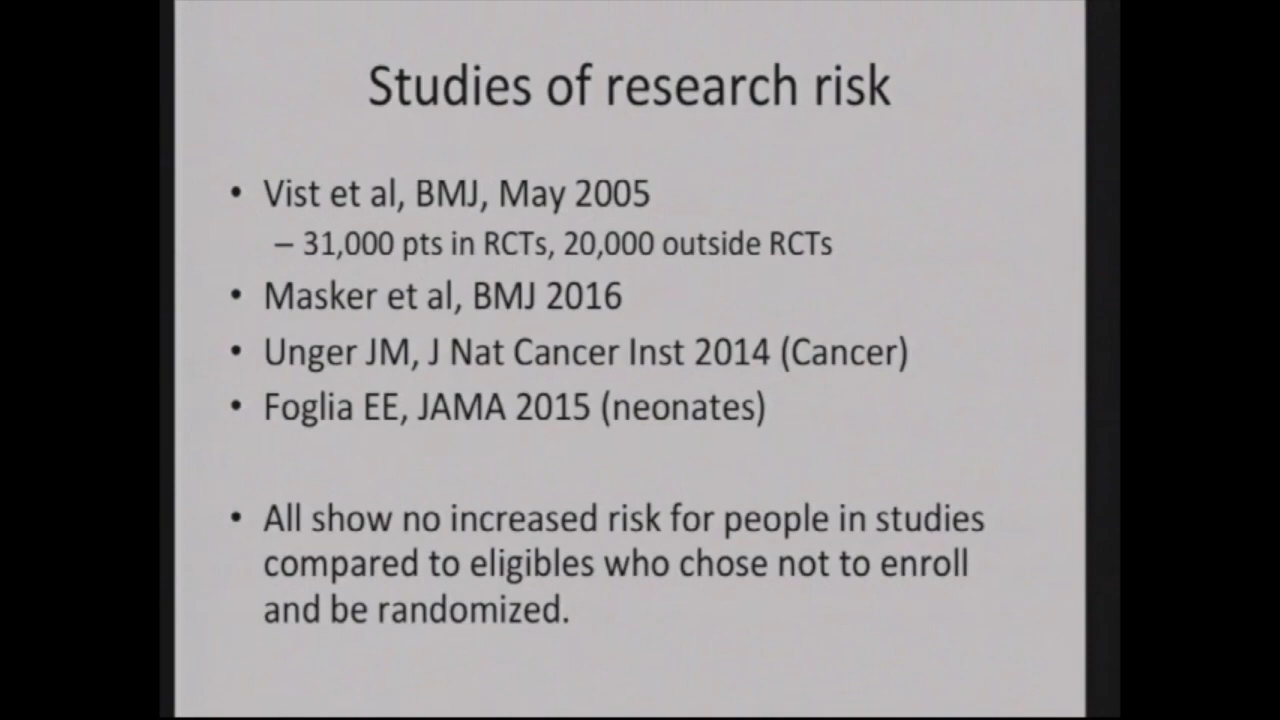 Studies of research risk
• Vist et al, BMJ, May 2005
– 31,000 pts in RCTs, 20,000 outside RCTs
• Masker et al, BMJ 2016
• Unger JM, J Nat Cancer Inst 2014 (Cancer)
• Foglia EE, JAMA 2015 (neonates)
• All show no increased risk for people in studies
compared to eligibles who chose not to enroll
and be randomized.